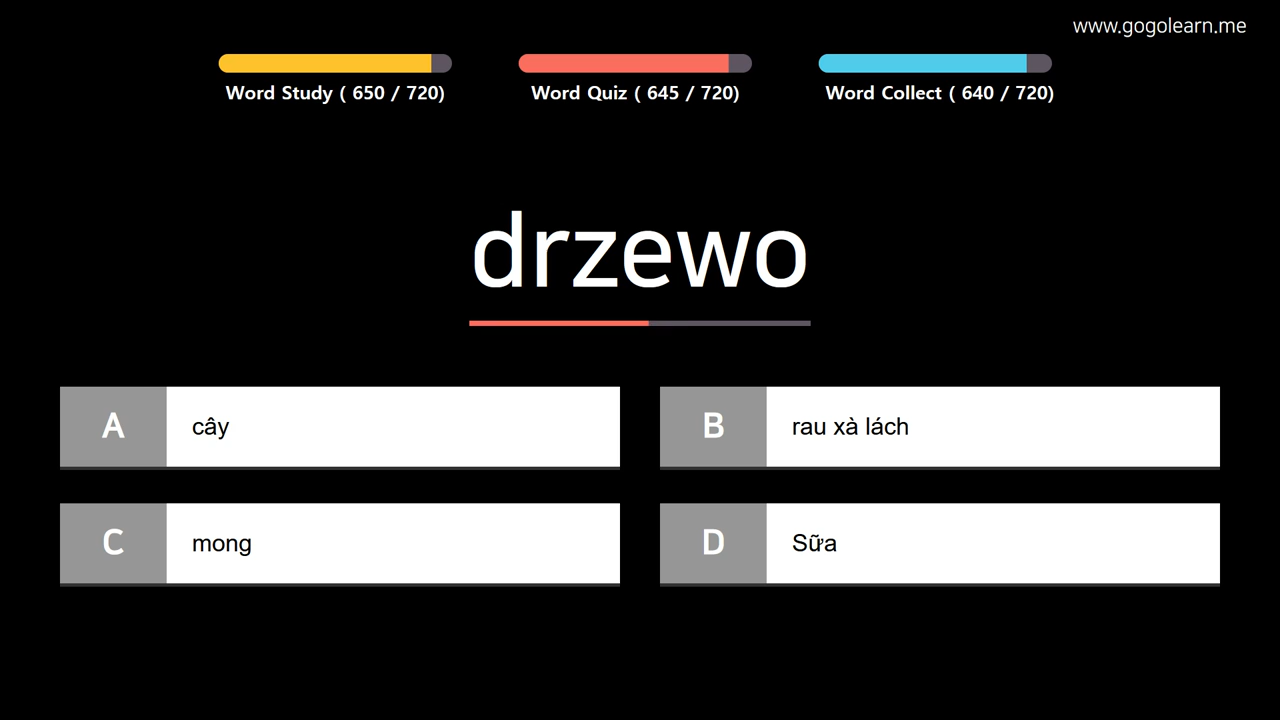 www.gogolearn.me
Word Study ( 650 / 720)
Word Quiz ( 645 / 720)
Word Collect ( 640 / 720)
drzewo
A cây
B rau xà lách
C mong
D Sữa